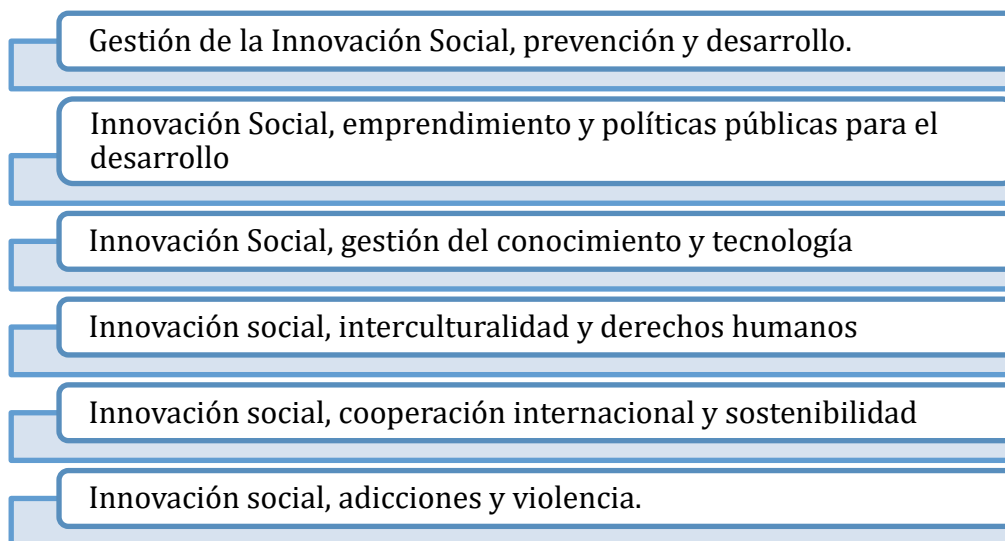 Gestión de la Innovación Social, prevención y desarrollo.
Innovación Social, emprendimiento y políticas públicas para el
desarrollo
Innovación Social, gestión del conocimiento y tecnología
Innovación social, interculturalidad y derechos humanos
Innovación social, cooperación internacional y sostenibilidad
Innovación social, adicciones y violencia.